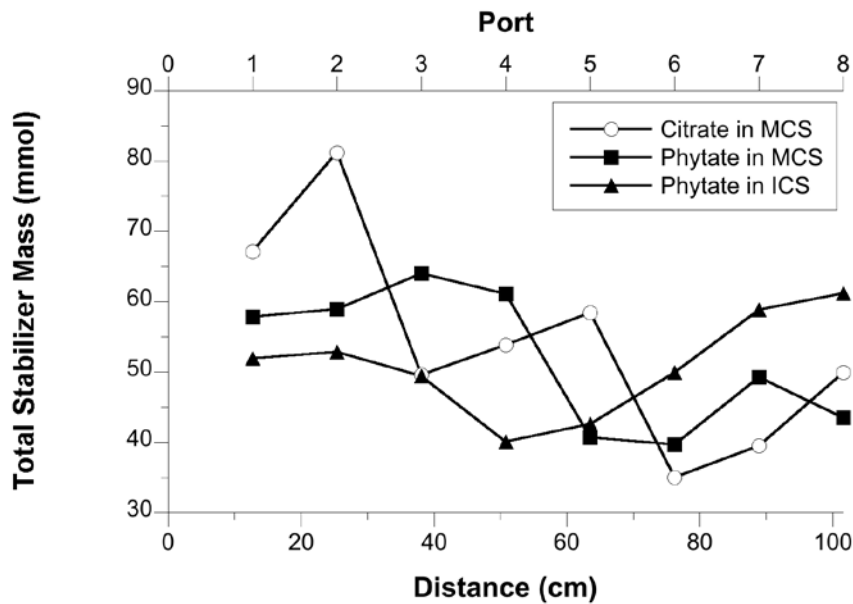 Port
0 1 2 3 4 5 6 7 8
90
80
70
60
50
40
30
Total Stabilizer Mass (mmol)
Citrate in MCS
Phytate in MCS
Phytate in ICS
0 20 40 60 80 100
Distance (cm)